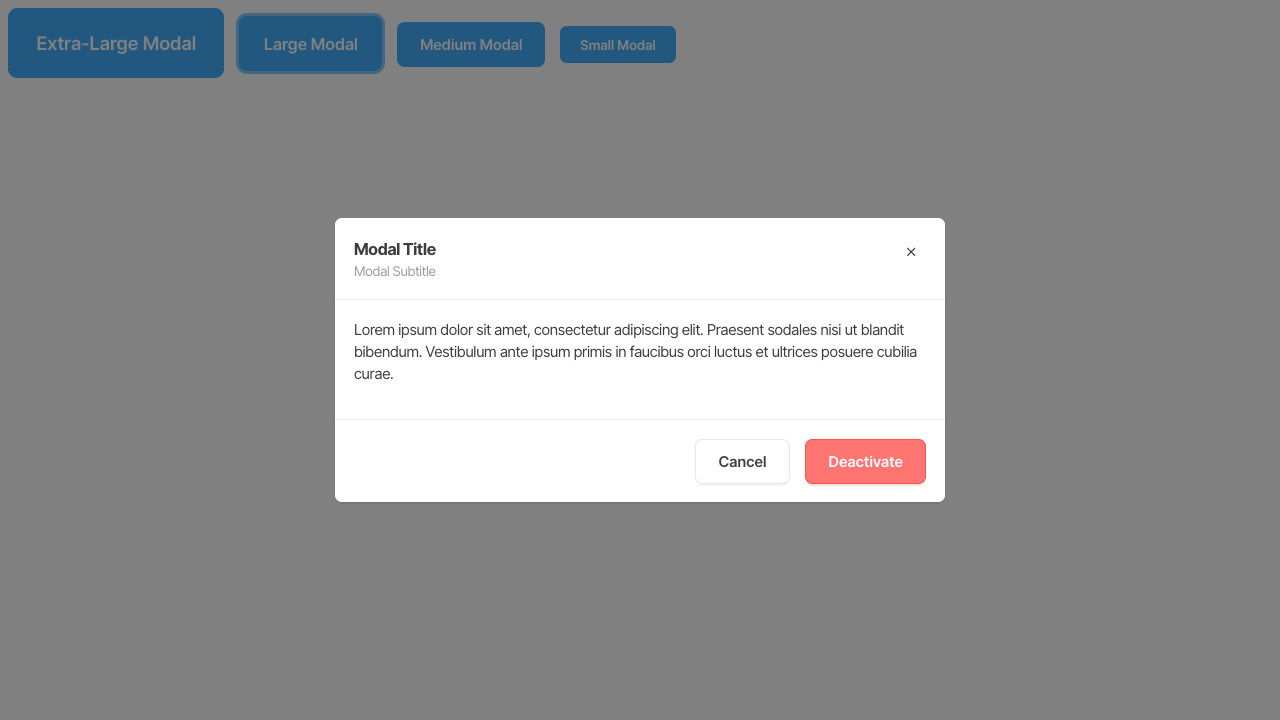 Extra-Large Modal
Large Modal
Medium Modal
Small Modal
Modal Title
Modal Subtitle
Lorem ipsum dolor sit amet, consectetur adipiscing elit. Praesent sodales nisi ut blandit
bibendum. Vestibulum ante ipsum primis in faucibus orci luctus et ultrices posuere cubilia
curae.
Cancel
Deactivate